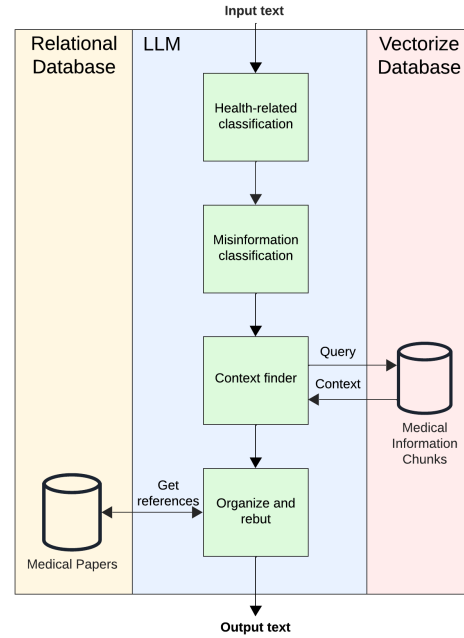 Input text
Relational
Database
LLM
Vectorize
Database
Health-related
classification
Misinformation
classification
Context finder
Query
Context
Medical
Information
Chunks
Get
references
Organize and
rebut
Medical Papers
Output text